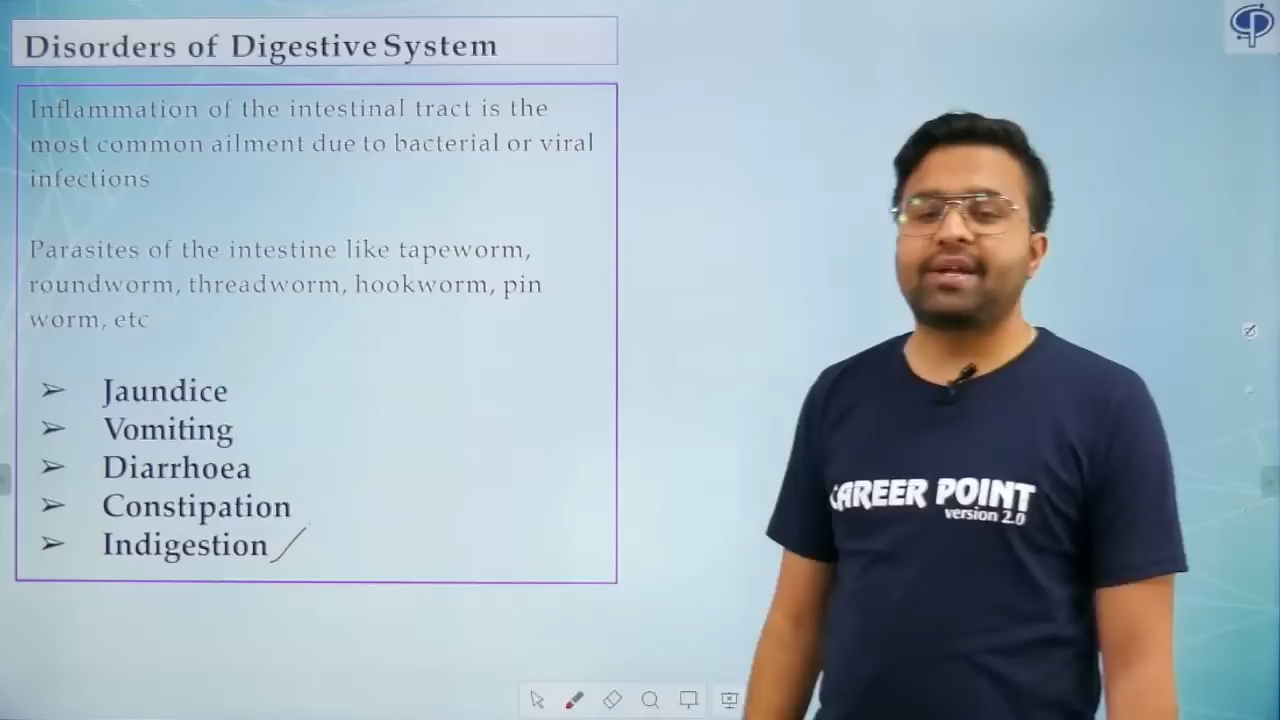 Disorders of Digestive System
Inflammation of the intestinal tract is the
most common ailment due to bacterial or viral
infections
Parasites of the intestine like tapeworm,
roundworm, threadworm, hookworm, pin
worm, etc
➢ Jaundice
➢ Vomiting
➢ Diarrhoea
➢ Constipation
➢ Indigestion
CAREER POINT
version 2.0